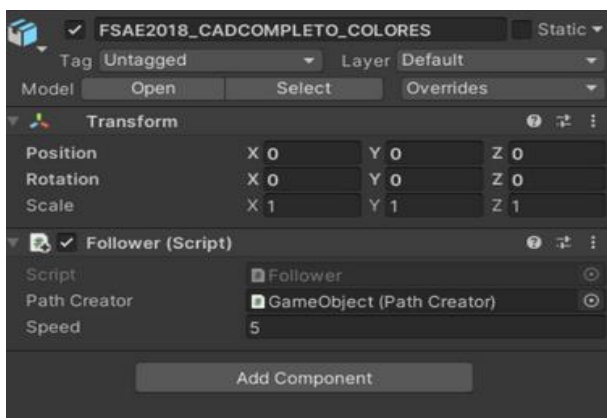 FSAE2018_CADCOMPLETO_COLORES Static
Tag Untagged Layer Default
Model Open Select Overrides
Transform
Position X 0 Y 0 Z 0
Rotation X 0 Y 0 Z 0
Scale X 1 Y 1 Z 1
Follower (Script)
Script Follower
Path Creator GameObject (Path Creator)
Speed 5
Add Component